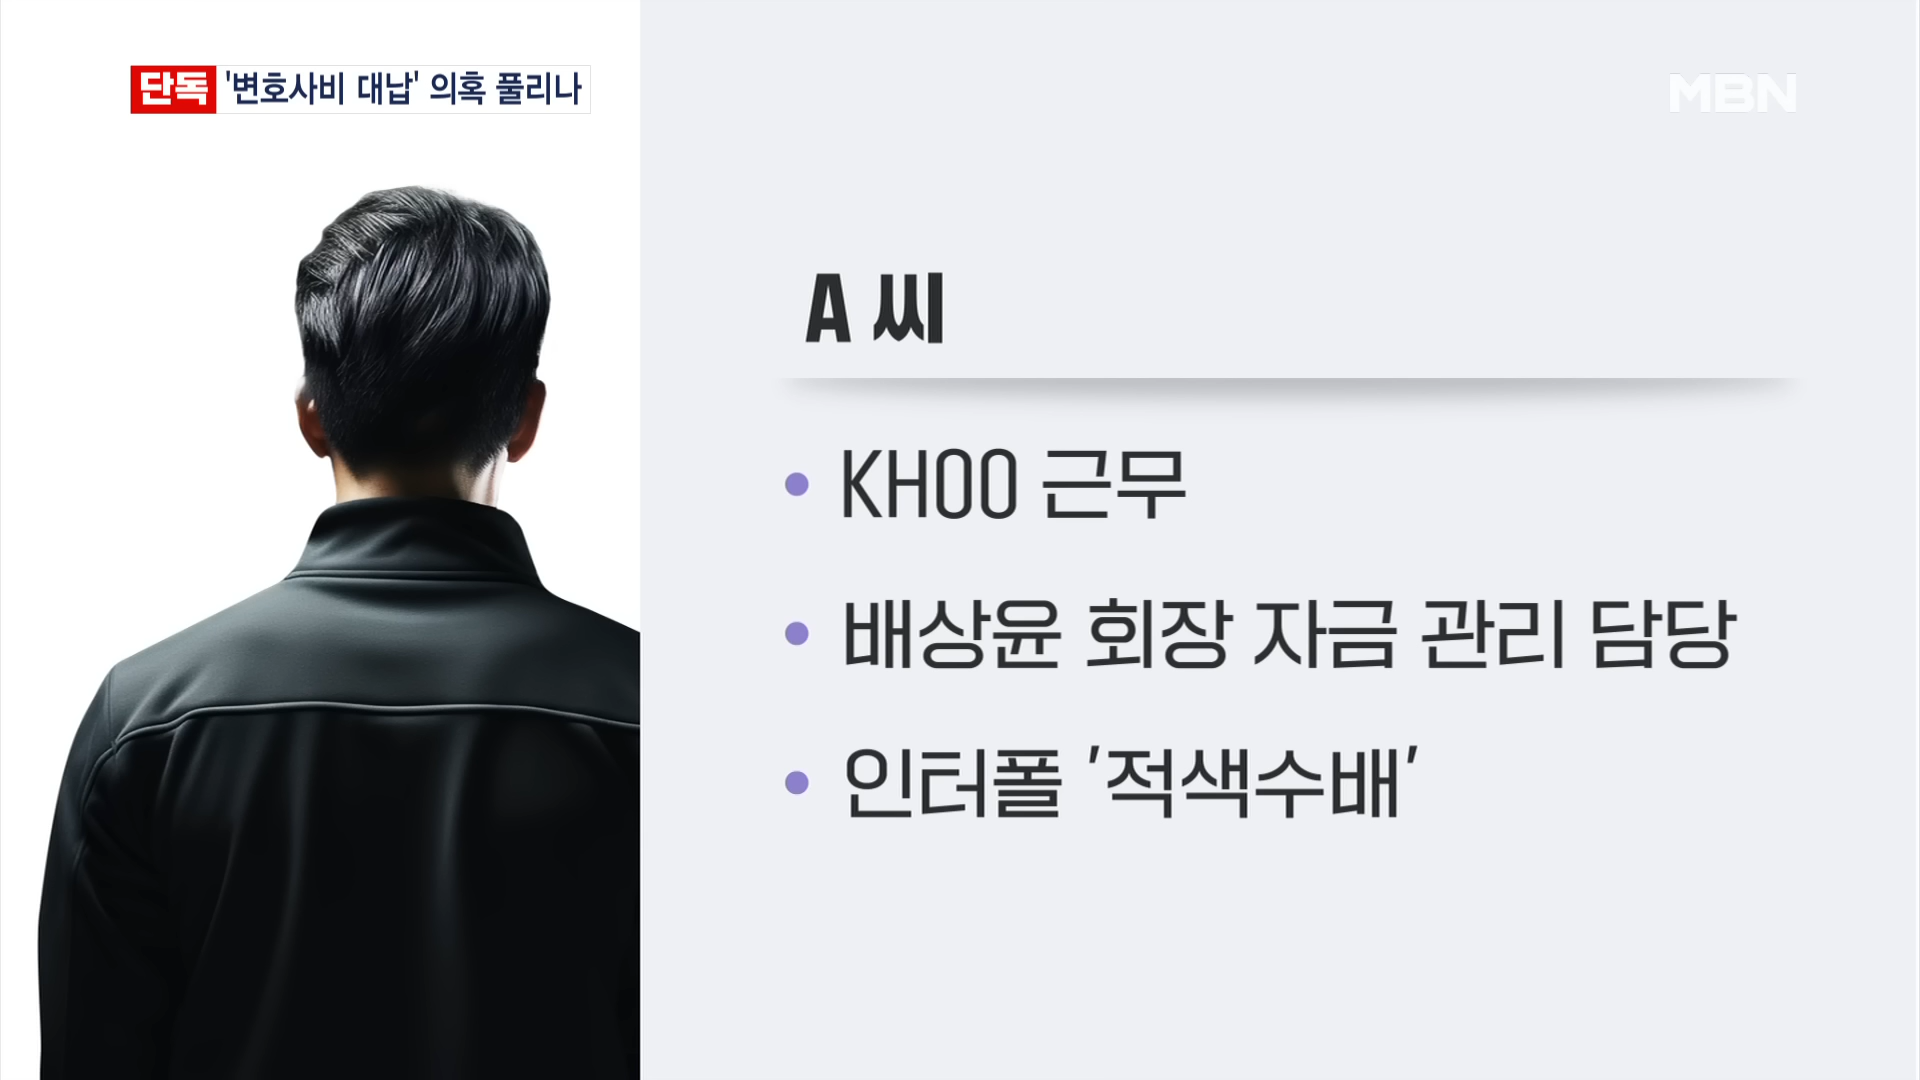 단독 '변호사비 대납' 의혹 풀리나
MBN
A 씨
• KHOO 근무
• 배상윤 회장 자금 관리 담당
• 인터폴 '적색수배'